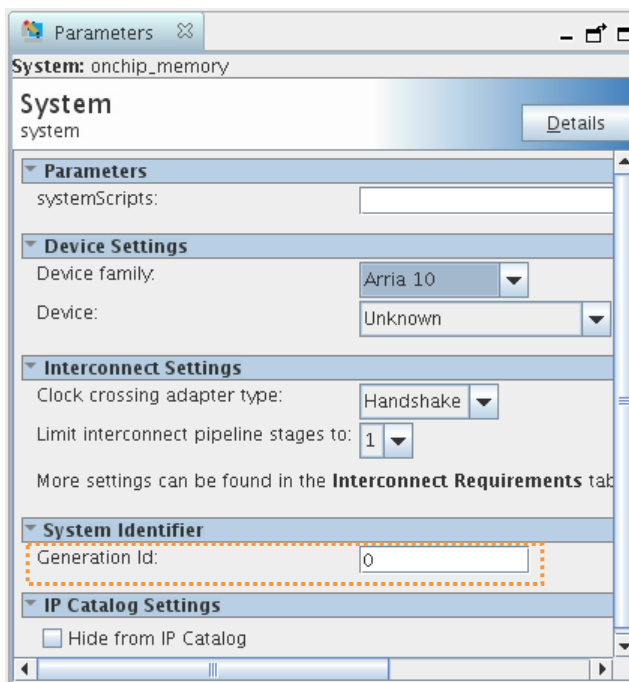 Parameters
System: onchip_memory
System
system
Details
Parameters
systemScripts:
Device Settings
Device family: Arria 10
Device: Unknown
Interconnect Settings
Clock crossing adapter type: Handshake
Limit interconnect pipeline stages to: 1
More settings can be found in the Interconnect Requirements tab
System Identifier
Generation Id: 0
IP Catalog Settings
Hide from IP Catalog